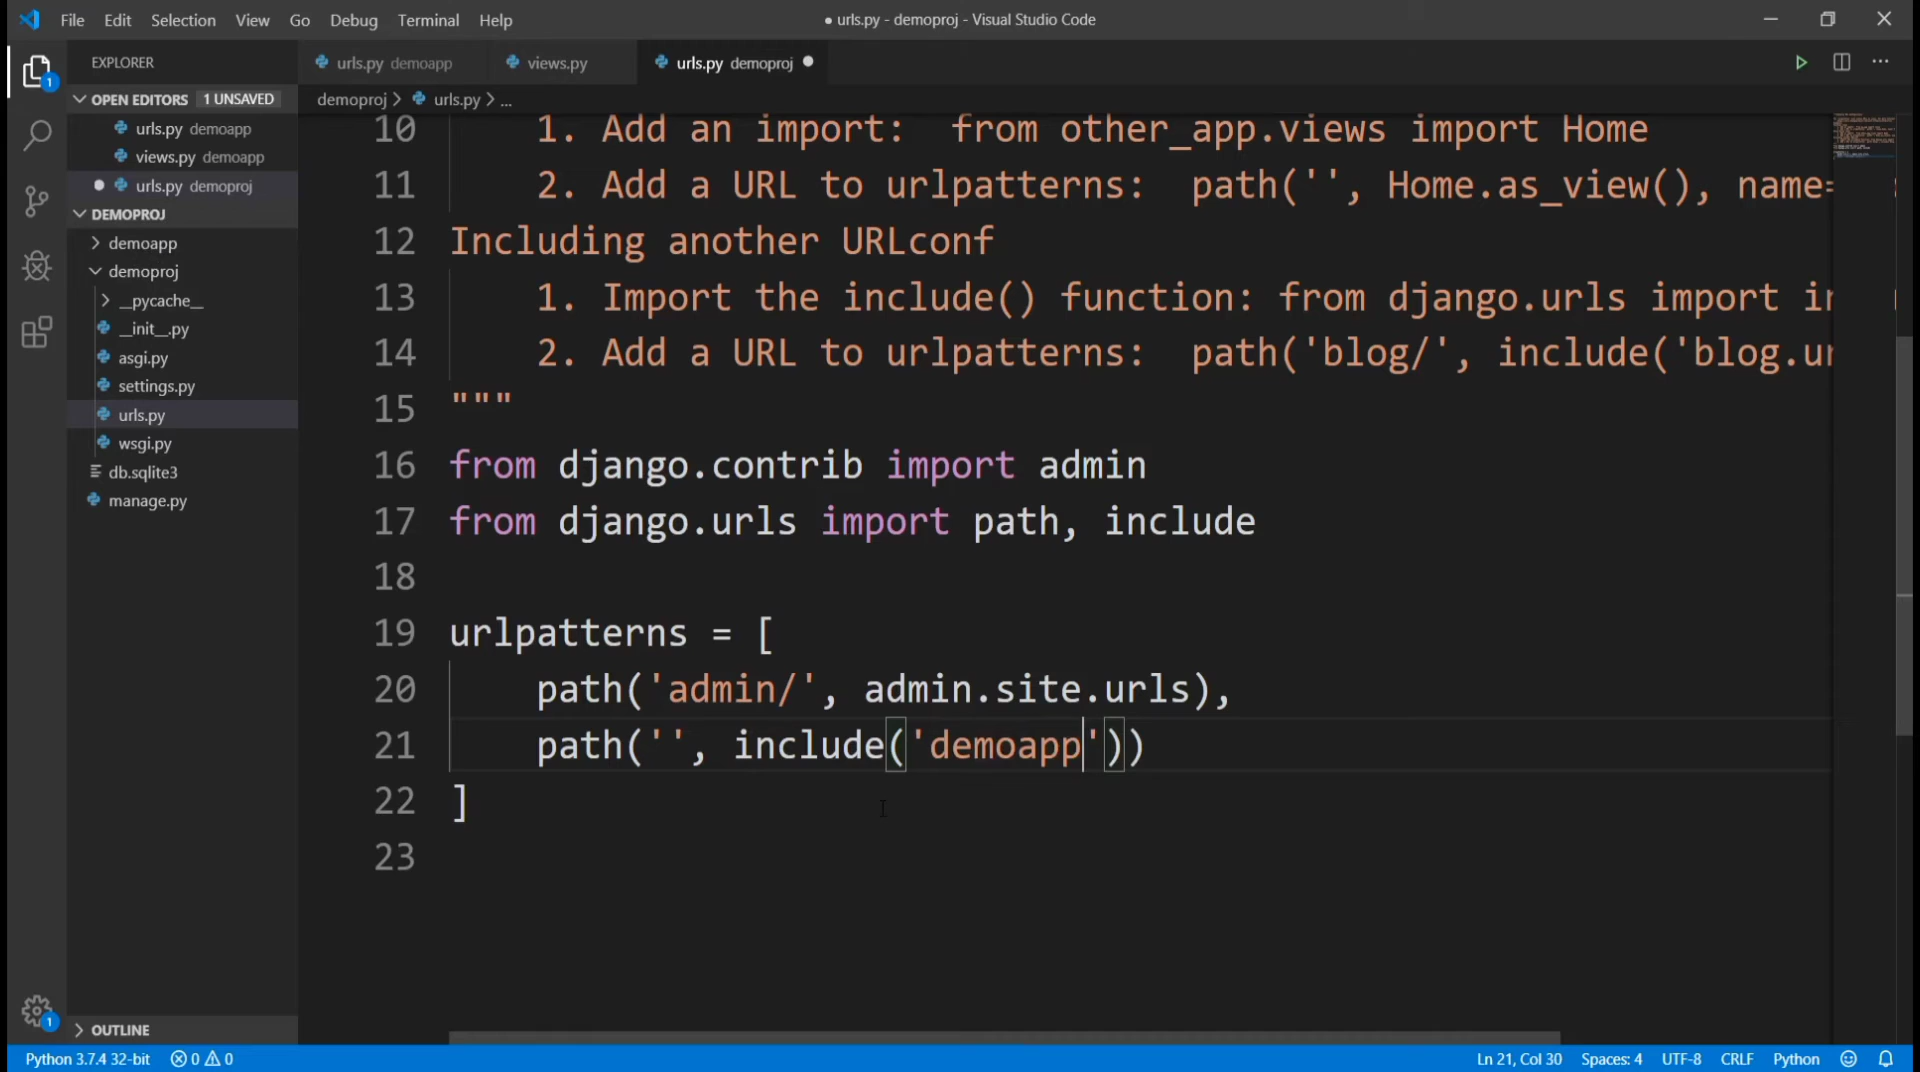 File Edit Selection View Go Debug Terminal Help
● urls.py - demoproj - Visual Studio Code
EXPLORER
OPEN EDITORS 1 UNSAVED
urls.py demoapp
views.py demoapp
urls.py demoproj
DEMOPROJ
demoapp
demoproj
__pycache__
__init__.py
asgi.py
settings.py
urls.py
wsgi.py
db.sqlite3
manage.py
OUTLINE
urls.py demoapp
views.py
urls.py demoproj
demoproj > urls.py > ...
10 1. Add an import: from other_app.views import Home
11 2. Add a URL to urlpatterns: path('', Home.as_view(), name=
12 Including another URLconf
13 1. Import the include() function: from django.urls import in
14 2. Add a URL to urlpatterns: path('blog/', include('blog.ur
15 """
16 from django.contrib import admin
17 from django.urls import path, include
18
19 urlpatterns = [
20 path('admin/', admin.site.urls),
21 path('', include('demoapp'))
22 ]
23
1
1
Python 3.7.4 32-bit 0 0
Ln 21, Col 30 Spaces: 4 UTF-8 CRLF Python